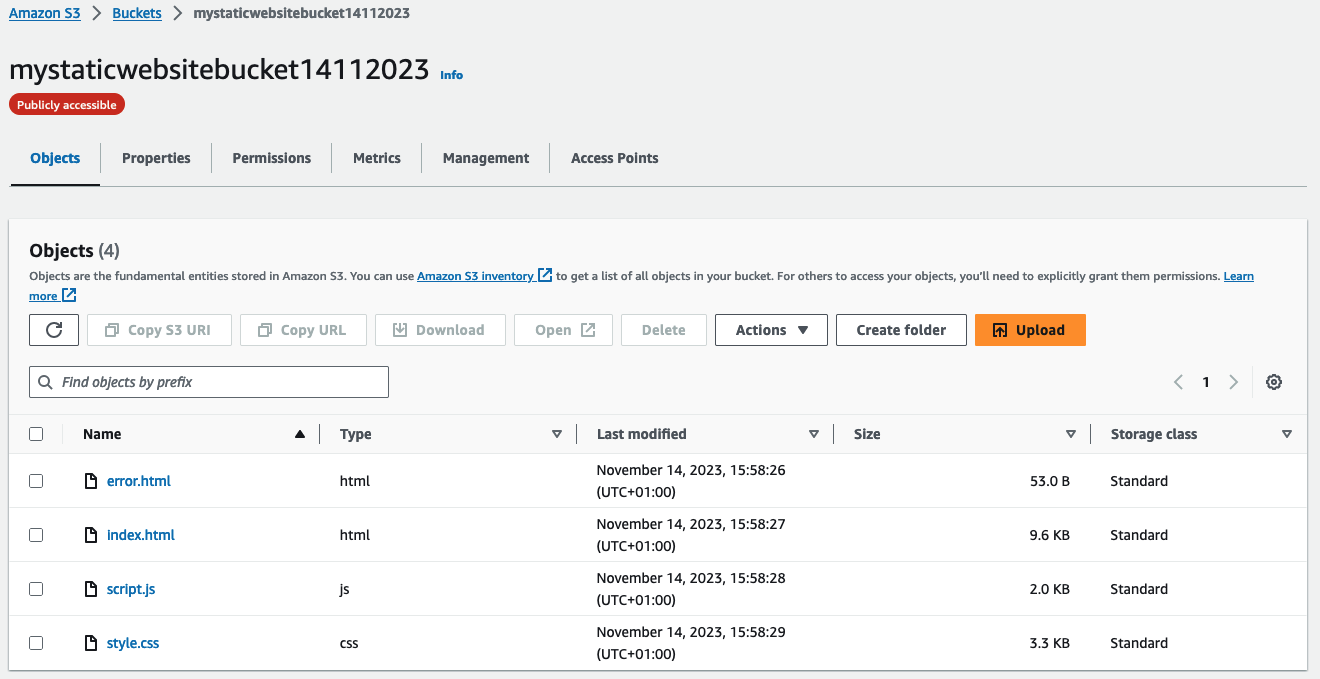 Amazon S3 > Buckets > mystaticwebsitebucket14112023
mystaticwebsitebucket14112023 Info
Publicly accessible
Objects Properties Permissions Metrics Management Access Points
Objects (4)
Objects are the fundamental entities stored in Amazon S3. You can use Amazon S3 inventory to get a list of all objects in your bucket. For others to access your objects, you'll need to explicitly grant them permissions. Learn
more
Copy S3 URI Copy URL Download Open Delete Actions Create folder Upload
Find objects by prefix 1
Name Type Last modified Size Storage class
error.html html November 14, 2023, 15:58:26 53.0 B Standard
(UTC+01:00)
index.html html November 14, 2023, 15:58:27 9.6 KB Standard
(UTC+01:00)
script.js js November 14, 2023, 15:58:28 2.0 KB Standard
(UTC+01:00)
style.css css November 14, 2023, 15:58:29 3.3 KB Standard
(UTC+01:00)